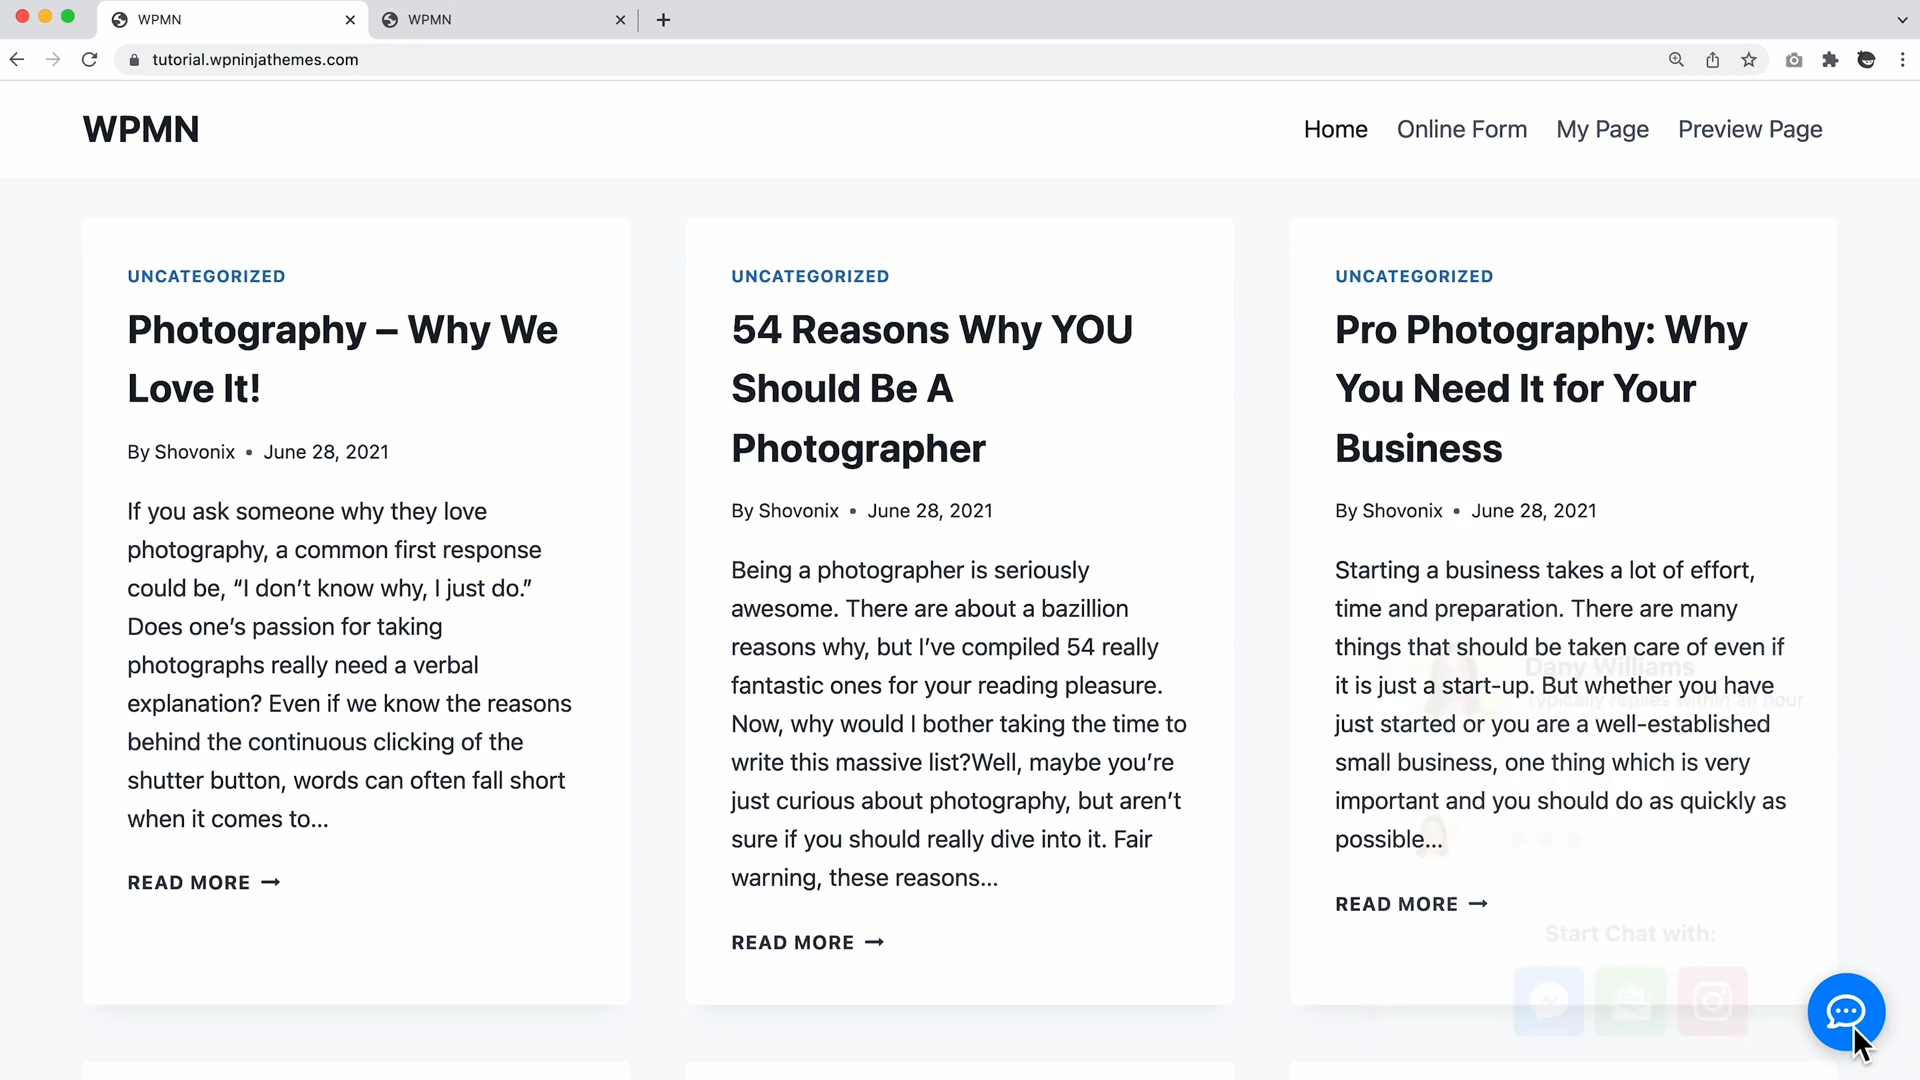 WPMN
WPMN
tutorial.wpninjathemes.com
WPMN
Home
Online Form
My Page
Preview Page
UNCATEGORIZED
Photography – Why We
Love It!
By Shovonix • June 28, 2021
If you ask someone why they love
photography, a common first response
could be, “I don’t know why, I just do.”
Does one’s passion for taking
photographs really need a verbal
explanation? Even if we know the reasons
behind the continuous clicking of the
shutter button, words can often fall short
when it comes to...
READ MORE →
UNCATEGORIZED
54 Reasons Why YOU
Should Be A
Photographer
By Shovonix • June 28, 2021
Being a photographer is seriously
awesome. There are about a bazillion
reasons why, but I’ve compiled 54 really
fantastic ones for your reading pleasure.
Now, why would I bother taking the time to
write this massive list?Well, maybe you’re
just curious about photography, but aren’t
sure if you should really dive into it. Fair
warning, these reasons...
READ MORE →
UNCATEGORIZED
Pro Photography: Why
You Need It for Your
Business
By Shovonix • June 28, 2021
Starting a business takes a lot of effort,
time and preparation. There are many
things that should be taken care of even if
it is just a start-up. But whether you have
just started or you are a well-established
small business, one thing which is very
important and you should do as quickly as
possible...
READ MORE →
Dany Williams
Typically replies within an hour
Start Chat with: